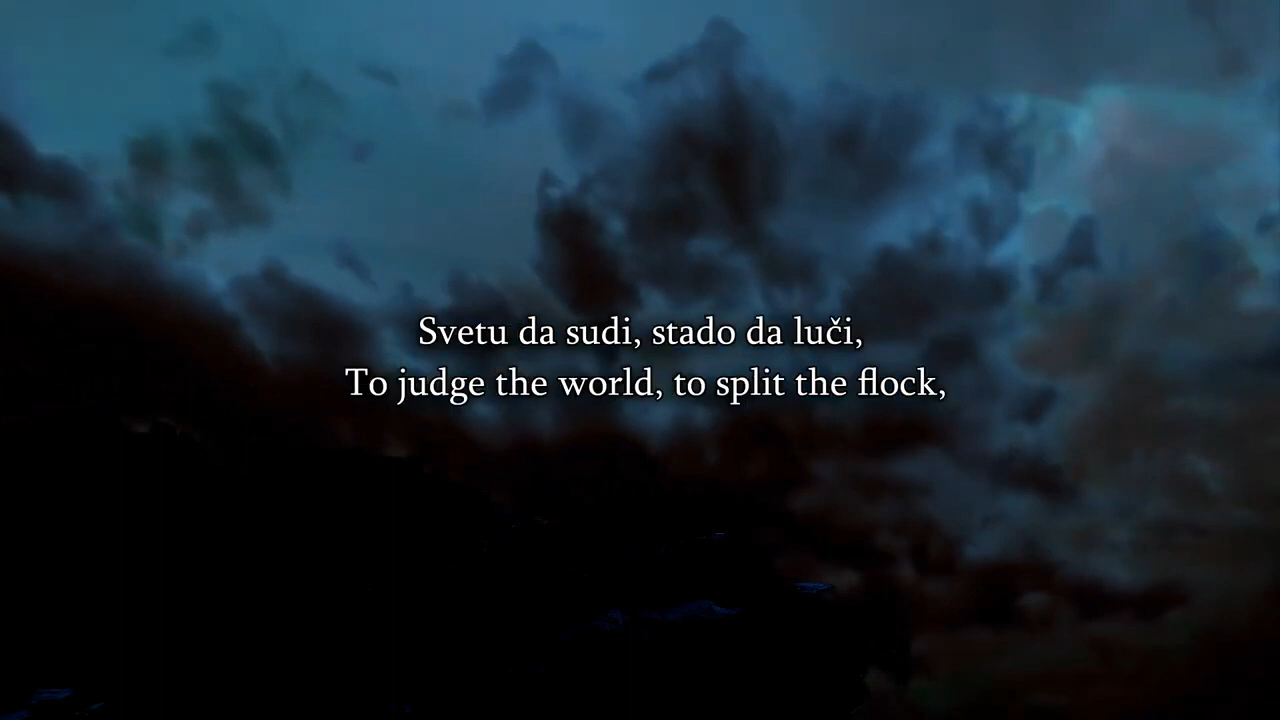 Svetu da sudi, stado da luči,
To judge the world, to split the flock,